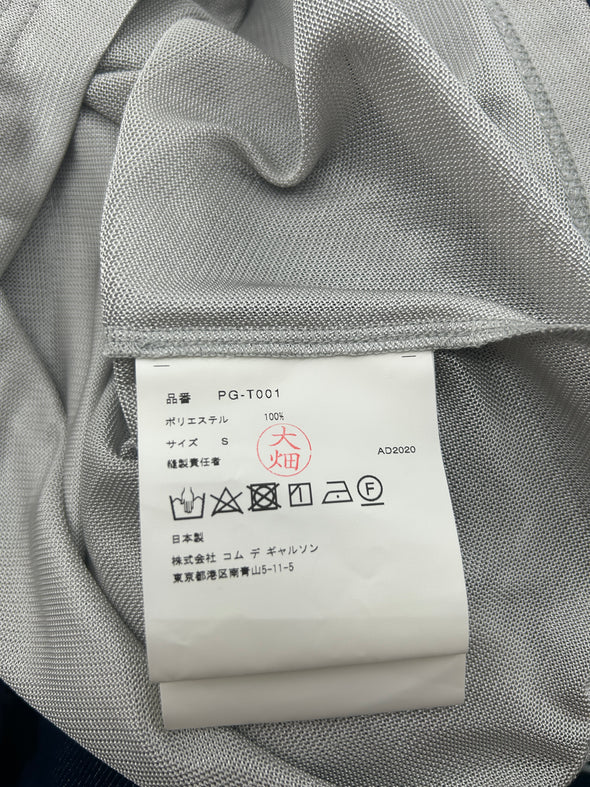 品番 PG-T001
ポリエステル 100%
サイズ S
縫製責任者
大畑
AD2020
F
日本製
株式会社 コム デ ギャルソン
東京都港区南青山5-11-5